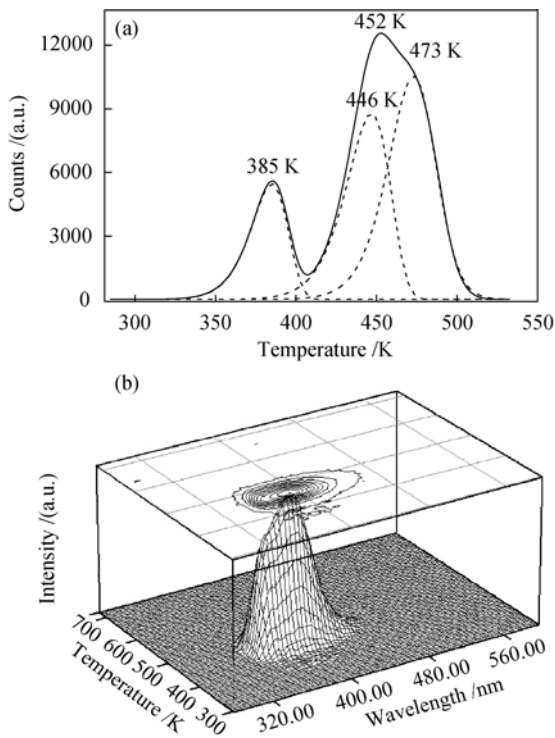 (a)
452 K
473 K
446 K
385 K
12000
9000
6000
3000
0
Counts /(a.u.)
300 350 400 450 500 550
Temperature /K
(b)
Intensity /(a.u.)
700 600 500 400 300
Temperature /K
320.00 400.00 480.00 560.00
Wavelength /nm